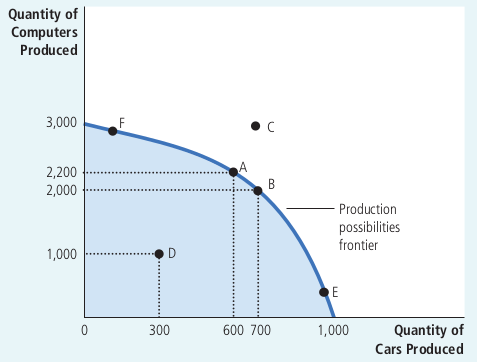 Quantity of
Computers
Produced
3,000
F
C
2,200
A
2,000
B
Production
possibilities
frontier
1,000
D
E
0
300
600
700
1,000
Quantity of
Cars Produced